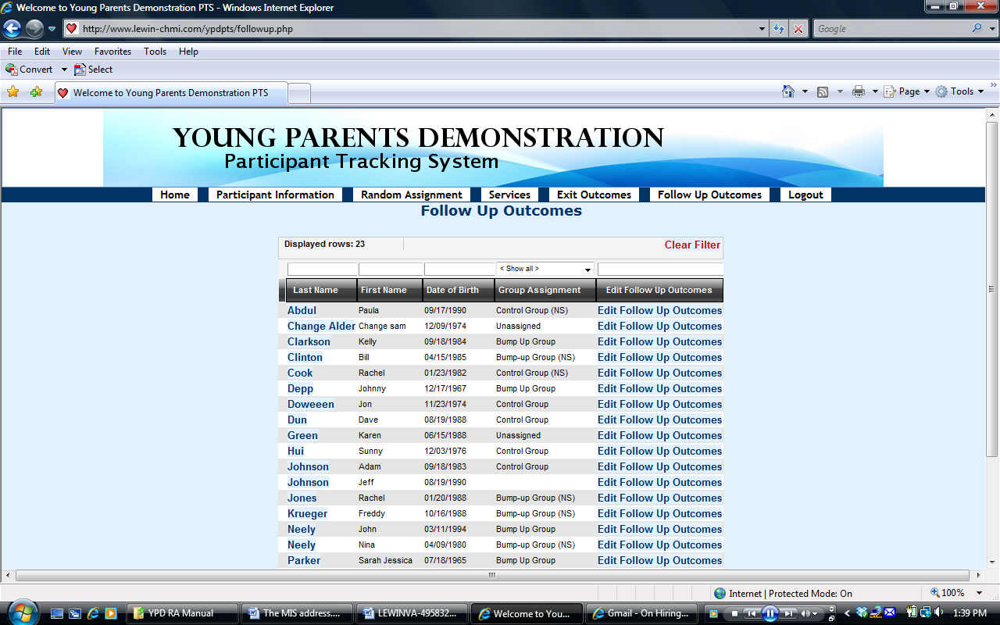 Welcome to Young Parents Demonstration PTS - Windows Internet Explorer
http://www.lewin-chmi.com/ypdpts/followup.php
Google
File Edit View Favorites Tools Help
Convert Select
Welcome to Young Parents Demonstration PTS
Page Tools
YOUNG PARENTS DEMONSTRATION
Participant Tracking System
Home Participant Information Random Assignment Services Exit Outcomes Follow Up Outcomes Logout
Follow Up Outcomes
Displayed rows: 23 Clear Filter
< Show all >
Last Name First Name Date of Birth Group Assignment Edit Follow Up Outcomes
Abdul Paula 09/17/1990 Control Group (NS) Edit Follow Up Outcomes
Change Alder Change sam 12/09/1974 Unassigned Edit Follow Up Outcomes
Clarkson Kelly 09/18/1984 Bump Up Group Edit Follow Up Outcomes
Clinton Bill 04/15/1985 Bump-up Group (NS) Edit Follow Up Outcomes
Cook Rachel 01/23/1982 Control Group (NS) Edit Follow Up Outcomes
Depp Johnny 12/17/1967 Bump Up Group Edit Follow Up Outcomes
Doweeen Jon 11/23/1974 Control Group Edit Follow Up Outcomes
Dun Dave 08/19/1988 Control Group Edit Follow Up Outcomes
Green Karen 06/15/1988 Unassigned Edit Follow Up Outcomes
Hui Sunny 12/03/1976 Control Group Edit Follow Up Outcomes
Johnson Adam 09/18/1983 Control Group Edit Follow Up Outcomes
Johnson Jeff 08/19/1990 Edit Follow Up Outcomes
Jones Rachel 01/20/1988 Bump-up Group (NS) Edit Follow Up Outcomes
Krueger Freddy 10/16/1988 Bump-up Group (NS) Edit Follow Up Outcomes
Neely John 03/11/1994 Bump Up Group Edit Follow Up Outcomes
Neely Nina 04/09/1980 Bump-up Group (NS) Edit Follow Up Outcomes
Parker Sarah Jessica 07/18/1965 Bump Up Group Edit Follow Up Outcomes
Internet | Protected Mode: On 100%
YPD RA Manual The MIS address.... LEWINVA-495832... Welcome to You... Gmail - On Hiring... 1:39 PM